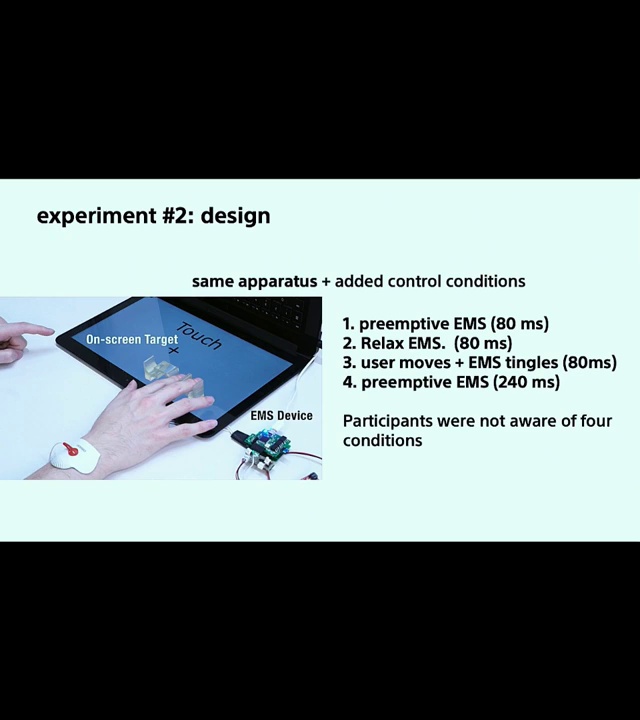 experiment #2: design
same apparatus + added control conditions
On-screen Target
Touch
+
EMS Device
1. preemptive EMS (80 ms)
2. Relax EMS. (80 ms)
3. user moves + EMS tingles (80ms)
4. preemptive EMS (240 ms)
Participants were not aware of four
conditions